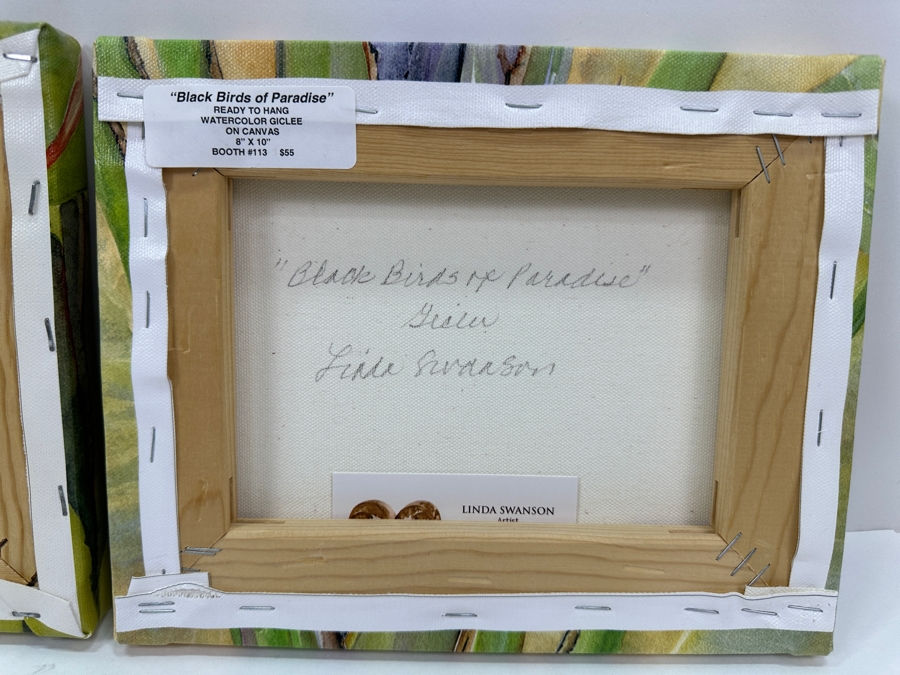 "Black Birds of Paradise"
READY TO HANG
WATERCOLOR GICLEE
ON CANVAS
8" X 10"
BOOTH #113 $55
"Black Birds of Paradise"
Giclee
Linda Swanson
LINDA SWANSON
Artist